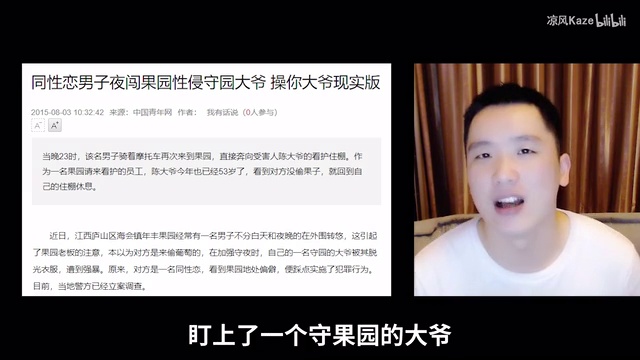 凉风Kaze bilibili
同性恋男子夜闯果园性侵守园大爷 操你大爷现实版
2015-08-03 10:32:42 来源：中国青年网 作者： 我有话说（0人参与）
A- A+
当晚23时，该名男子骑着摩托车再次来到果园，直接奔向受害人陈大爷的看护住棚。作
为一名果园请来看护的员工，陈大爷今年也已经53岁了，看到对方没偷果子，就回到自
己的住棚休息。
近日，江西庐山区海会镇年丰果园经常有一名男子不分白天和夜晚的在外围转悠，这引起
了果园老板的注意，本以为对方是来偷葡萄的，在加强守夜时，自己的一名守园的大爷被其脱
光衣服，遭到强暴。原来，对方是一名同性恋，看到果园地处偏僻，便踩点实施了犯罪行为。
目前，当地警方已经立案调查。
盯上了一个守果园的大爷